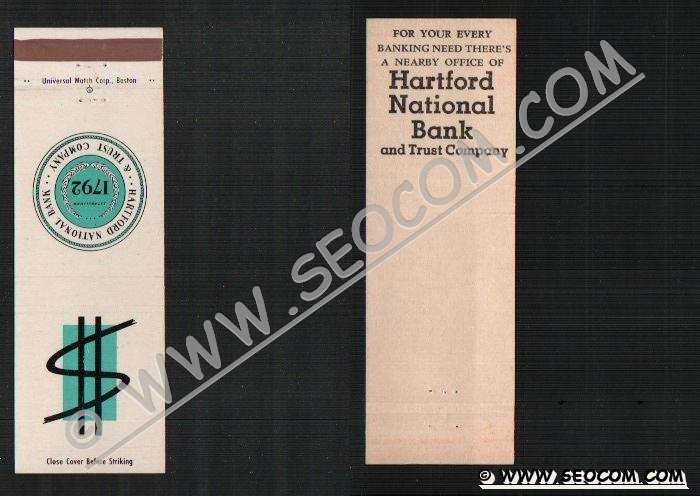 Universal Match Corp., Boston
HARTFORD NATIONAL BANK & TRUST COMPANY
ESTABLISHED
1792
$
Close Cover Before Striking
FOR YOUR EVERY
BANKING NEED THERE'S
A NEARBY OFFICE OF
Hartford
National
Bank
and Trust Company
© WWW.SEOCOM.COM
© WWW.SEOCOM.COM